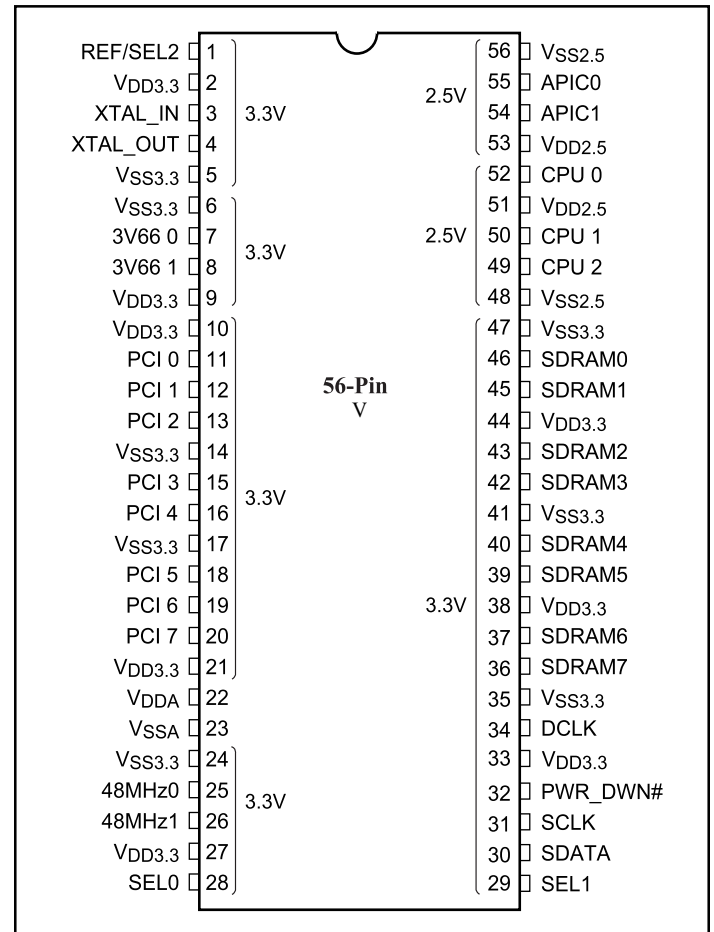 REF/SEL2 1 56 VSS2.5
VDD3.3 2 55 APIC0
2.5V
XTAL_IN 3 3.3V 54 APIC1
XTAL_OUT 4 53 VDD2.5
VSS3.3 5 52 CPU 0
VSS3.3 6 51 VDD2.5
3V66 0 7 2.5V 50 CPU 1
3.3V
3V66 1 8 49 CPU 2
VDD3.3 9 48 VSS2.5
VDD3.3 10 47 VSS3.3
PCI 0 11 46 SDRAM0
PCI 1 12 56-Pin 45 SDRAM1
PCI 2 13 V 44 VDD3.3
VSS3.3 14 43 SDRAM2
PCI 3 15 42 SDRAM3
3.3V
PCI 4 16 41 VSS3.3
VSS3.3 17 40 SDRAM4
PCI 5 18 39 SDRAM5
PCI 6 19 3.3V 38 VDD3.3
PCI 7 20 37 SDRAM6
VDD3.3 21 36 SDRAM7
VDDA 22 35 VSS3.3
VSSA 23 34 DCLK
VSS3.3 24 33 VDD3.3
48MHz0 25 32 PWR_DWN#
3.3V
48MHz1 26 31 SCLK
VDD3.3 27 30 SDATA
SEL0 28 29 SEL1